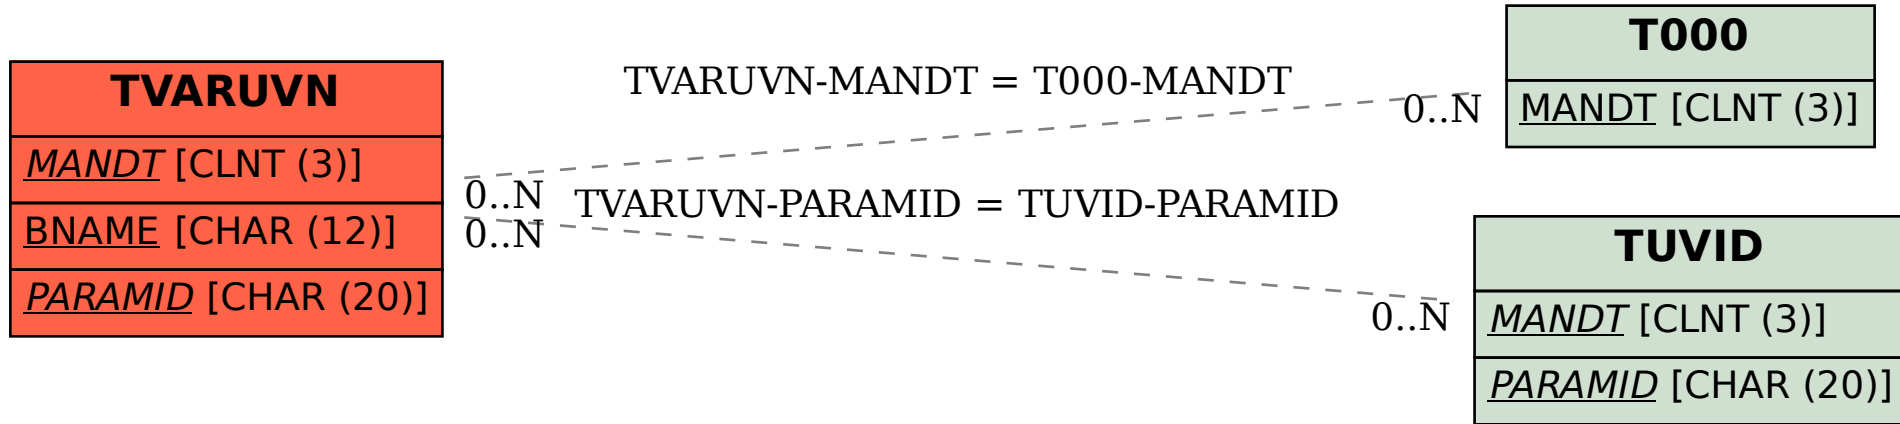 TVARUVN
MANDT [CLNT (3)]
BNAME [CHAR (12)]
PARAMID [CHAR (20)]
TVARUVN-MANDT = T000-MANDT
0..N
0..N
TVARUVN-PARAMID = TUVID-PARAMID
0..N
0..N
T000
MANDT [CLNT (3)]
TUVID
MANDT [CLNT (3)]
PARAMID [CHAR (20)]